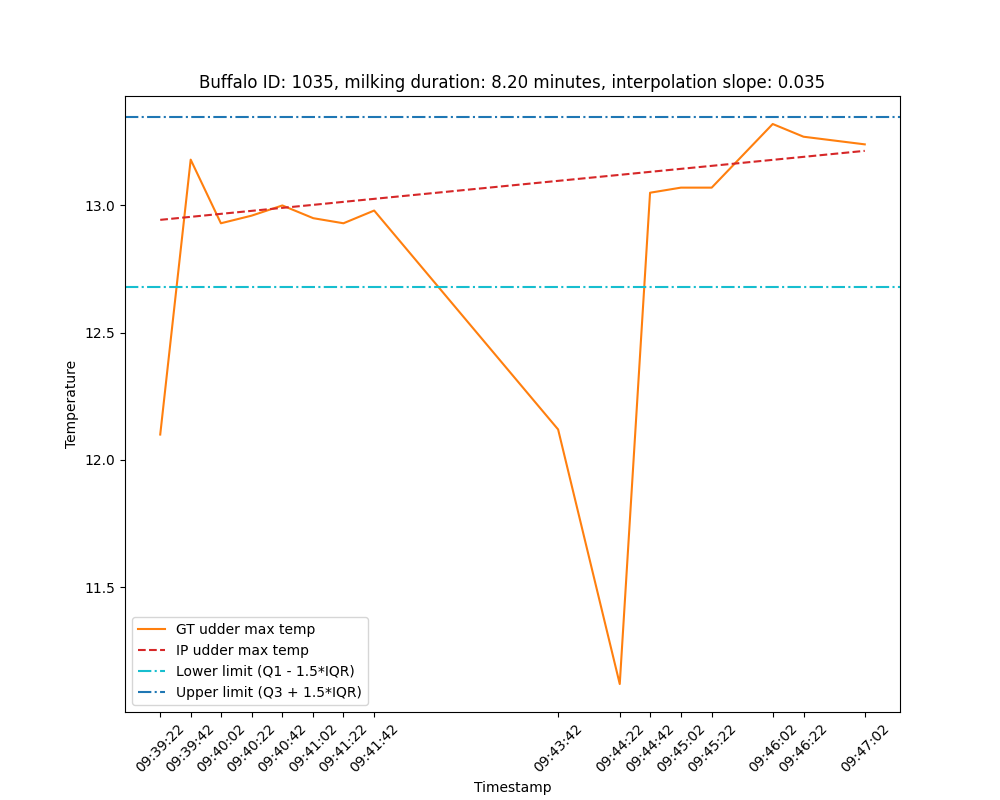 Buffalo ID: 1035, milking duration: 8.20 minutes, interpolation slope: 0.035
Temperature
13.0
12.5
12.0
11.5
GT udder max temp
IP udder max temp
Lower limit (Q1 - 1.5*IQR)
Upper limit (Q3 + 1.5*IQR)
09:39:22 09:39:42 09:40:02 09:40:22 09:40:42 09:41:02 09:41:22 09:41:42 09:43:42 09:44:22 09:44:42 09:45:02 09:45:22 09:46:02 09:46:22 09:47:02
Timestamp